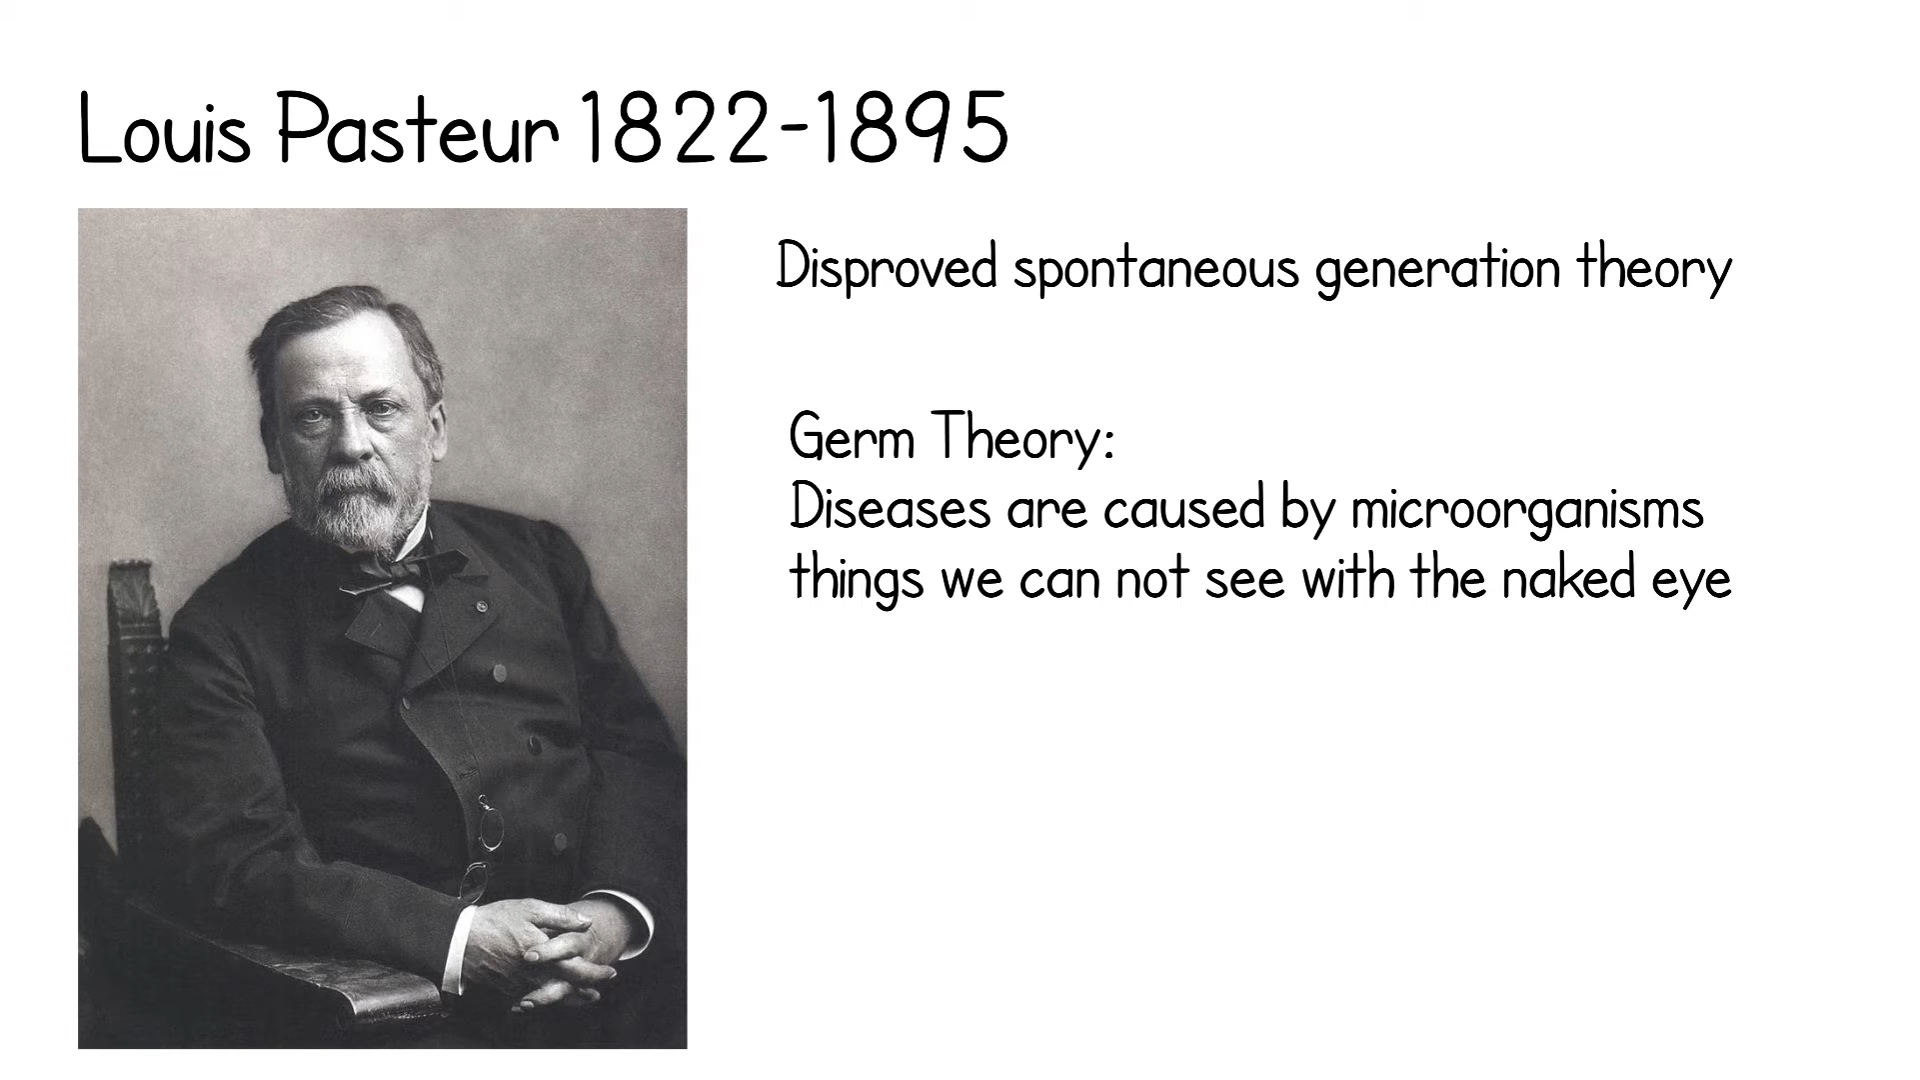 Louis Pasteur 1822-1895
Disproved spontaneous generation theory
Germ Theory:
Diseases are caused by microorganisms
things we can not see with the naked eye